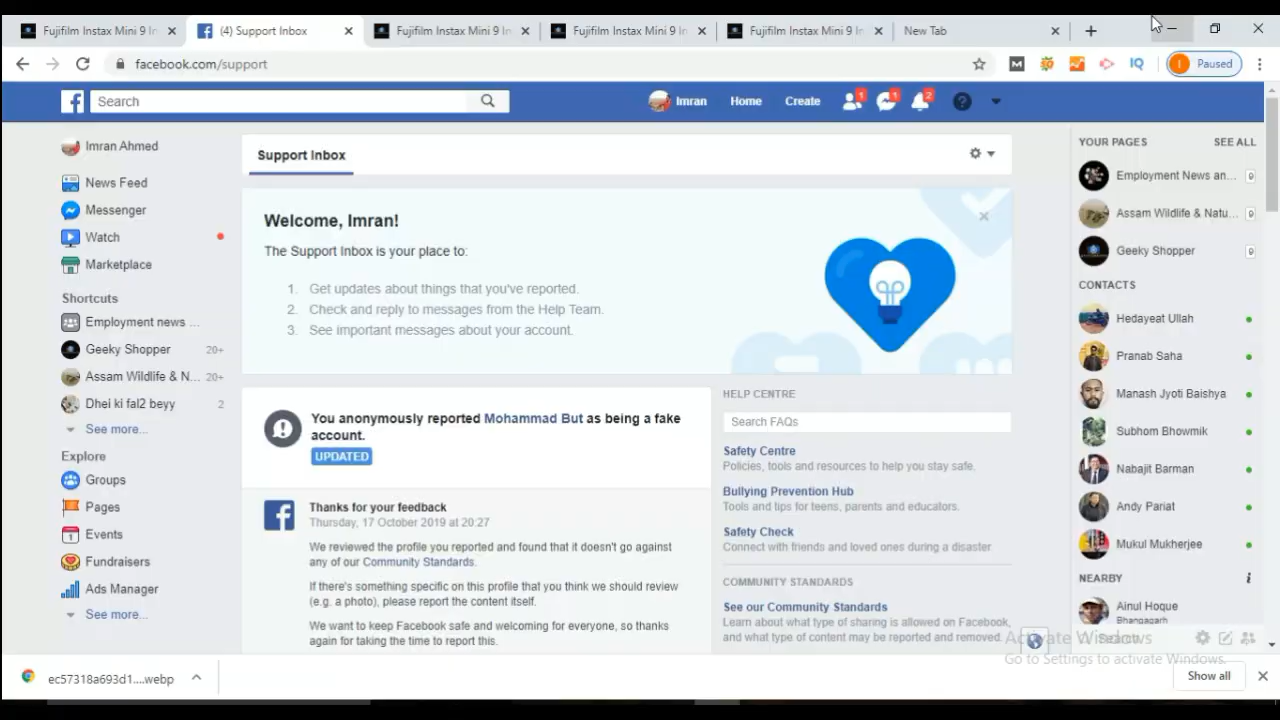 Fujifilm Instax Mini 9 In
(4) Support Inbox
Fujifilm Instax Mini 9 In
Fujifilm Instax Mini 9 In
Fujifilm Instax Mini 9 In
New Tab
facebook.com/support
M
IQ
I Paused
f
Search
Imran
Home
Create
1
1
2
Imran Ahmed
News Feed
Messenger
Watch
Marketplace
Shortcuts
Employment news ...
Geeky Shopper 20+
Assam Wildlife & N... 20+
Dhei ki fal2 beyy 2
See more...
Explore
Groups
Pages
Events
Fundraisers
Ads Manager
See more...
Support Inbox
Welcome, Imran!
The Support Inbox is your place to:
1. Get updates about things that you've reported.
2. Check and reply to messages from the Help Team.
3. See important messages about your account.
You anonymously reported Mohammad But as being a fake
account.
UPDATED
Thanks for your feedback
Thursday, 17 October 2019 at 20:27
We reviewed the profile you reported and found that it doesn't go against
any of our Community Standards.
If there's something specific on this profile that you think we should review
(e.g. a photo), please report the content itself.
We want to keep Facebook safe and welcoming for everyone, so thanks
again for taking the time to report this.
HELP CENTRE
Search FAQs
Safety Centre
Policies, tools and resources to help you stay safe.
Bullying Prevention Hub
Tools and tips for teens, parents and educators.
Safety Check
Connect with friends and loved ones during a disaster
COMMUNITY STANDARDS
See our Community Standards
Learn about what type of sharing is allowed on Facebook,
and what type of content may be reported and removed.
YOUR PAGES SEE ALL
Employment News an... 9
Assam Wildlife & Natu... 9
Geeky Shopper 9
CONTACTS
Hedayeat Ullah
Pranab Saha
Manash Jyoti Baishya
Subhom Bhowmik
Nabajit Barman
Andy Pariat
Mukul Mukherjee
NEARBY
Ainul Hoque
Bhangagarh
Search
Activate Windows
Go to Settings to activate Windows.
ec57318a693d1....webp
Show all